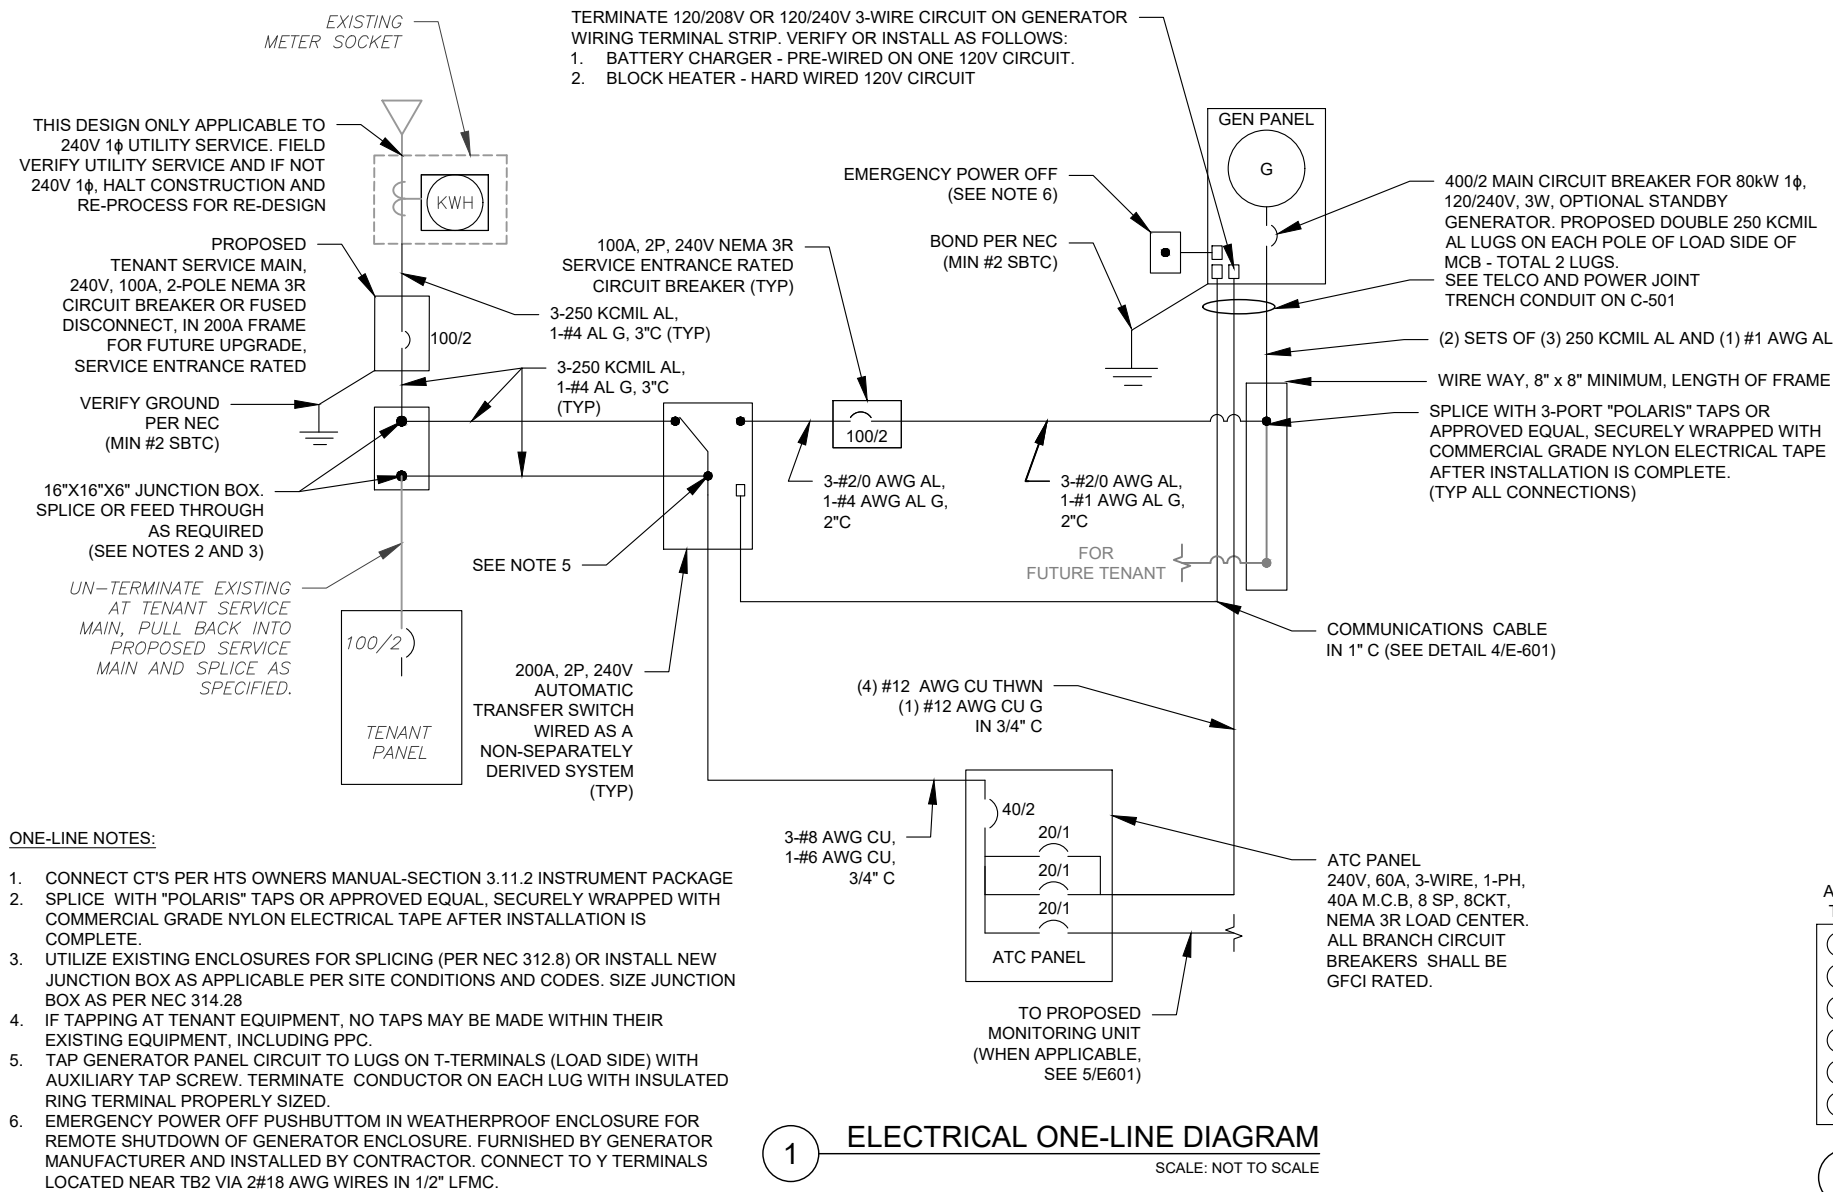 EXISTING
METER SOCKET
TERMINATE 120/208V OR 120/240V 3-WIRE CIRCUIT ON GENERATOR
WIRING TERMINAL STRIP. VERIFY OR INSTALL AS FOLLOWS:
1. BATTERY CHARGER - PRE-WIRED ON ONE 120V CIRCUIT.
2. BLOCK HEATER - HARD WIRED 120V CIRCUIT
THIS DESIGN ONLY APPLICABLE TO
240V 1ϕ UTILITY SERVICE. FIELD
VERIFY UTILITY SERVICE AND IF NOT
240V 1ϕ, HALT CONSTRUCTION AND
RE-PROCESS FOR RE-DESIGN
KWH
PROPOSED
TENANT SERVICE MAIN,
240V, 100A, 2-POLE NEMA 3R
CIRCUIT BREAKER OR FUSED
DISCONNECT, IN 200A FRAME
FOR FUTURE UPGRADE,
SERVICE ENTRANCE RATED
100/2
3-250 KCMIL AL,
1-#4 AL G, 3"C (TYP)
3-250 KCMIL AL,
1-#4 AL G, 3"C
(TYP)
VERIFY GROUND
PER NEC
(MIN #2 SBTC)
16"X16"X6" JUNCTION BOX.
SPLICE OR FEED THROUGH
AS REQUIRED
(SEE NOTES 2 AND 3)
UN-TERMINATE EXISTING
AT TENANT SERVICE
MAIN, PULL BACK INTO
PROPOSED SERVICE
MAIN AND SPLICE AS
SPECIFIED.
100/2
TENANT
PANEL
100A, 2P, 240V NEMA 3R
SERVICE ENTRANCE RATED
CIRCUIT BREAKER (TYP)
100/2
SEE NOTE 5
200A, 2P, 240V
AUTOMATIC
TRANSFER SWITCH
WIRED AS A
NON-SEPARATELY
DERIVED SYSTEM
(TYP)
3-#2/0 AWG AL,
1-#4 AWG AL G,
2"C
3-#2/0 AWG AL,
1-#1 AWG AL G,
2"C
EMERGENCY POWER OFF
(SEE NOTE 6)
BOND PER NEC
(MIN #2 SBTC)
GEN PANEL
G
400/2 MAIN CIRCUIT BREAKER FOR 80kW 1ϕ,
120/240V, 3W, OPTIONAL STANDBY
GENERATOR. PROPOSED DOUBLE 250 KCMIL
AL LUGS ON EACH POLE OF LOAD SIDE OF
MCB - TOTAL 2 LUGS.
SEE TELCO AND POWER JOINT
TRENCH CONDUIT ON C-501
(2) SETS OF (3) 250 KCMIL AL AND (1) #1 AWG AL
WIRE WAY, 8" x 8" MINIMUM, LENGTH OF FRAME
SPLICE WITH 3-PORT "POLARIS" TAPS OR
APPROVED EQUAL, SECURELY WRAPPED WITH
COMMERCIAL GRADE NYLON ELECTRICAL TAPE
AFTER INSTALLATION IS COMPLETE.
(TYP ALL CONNECTIONS)
FOR
FUTURE TENANT
COMMUNICATIONS CABLE
IN 1" C (SEE DETAIL 4/E-601)
(4) #12 AWG CU THWN
(1) #12 AWG CU G
IN 3/4" C
3-#8 AWG CU,
1-#6 AWG CU,
3/4" C
40/2
20/1
20/1
20/1
ATC PANEL
ATC PANEL
240V, 60A, 3-WIRE, 1-PH,
40A M.C.B, 8 SP, 8CKT,
NEMA 3R LOAD CENTER.
ALL BRANCH CIRCUIT
BREAKERS SHALL BE
GFCI RATED.
TO PROPOSED
MONITORING UNIT
(WHEN APPLICABLE,
SEE 5/E601)
ONE-LINE NOTES:
1. CONNECT CT'S PER HTS OWNERS MANUAL-SECTION 3.11.2 INSTRUMENT PACKAGE
2. SPLICE WITH "POLARIS" TAPS OR APPROVED EQUAL, SECURELY WRAPPED WITH
COMMERCIAL GRADE NYLON ELECTRICAL TAPE AFTER INSTALLATION IS
COMPLETE.
3. UTILIZE EXISTING ENCLOSURES FOR SPLICING (PER NEC 312.8) OR INSTALL NEW
JUNCTION BOX AS APPLICABLE PER SITE CONDITIONS AND CODES. SIZE JUNCTION
BOX AS PER NEC 314.28
4. IF TAPPING AT TENANT EQUIPMENT, NO TAPS MAY BE MADE WITHIN THEIR
EXISTING EQUIPMENT, INCLUDING PPC.
5. TAP GENERATOR PANEL CIRCUIT TO LUGS ON T-TERMINALS (LOAD SIDE) WITH
AUXILIARY TAP SCREW. TERMINATE CONDUCTOR ON EACH LUG WITH INSULATED
RING TERMINAL PROPERLY SIZED.
6. EMERGENCY POWER OFF PUSHBUTTOM IN WEATHERPROOF ENCLOSURE FOR
REMOTE SHUTDOWN OF GENERATOR ENCLOSURE. FURNISHED BY GENERATOR
MANUFACTURER AND INSTALLED BY CONTRACTOR. CONNECT TO Y TERMINALS
LOCATED NEAR TB2 VIA 2#18 AWG WIRES IN 1/2" LFMC.
1 ELECTRICAL ONE-LINE DIAGRAM
SCALE: NOT TO SCALE